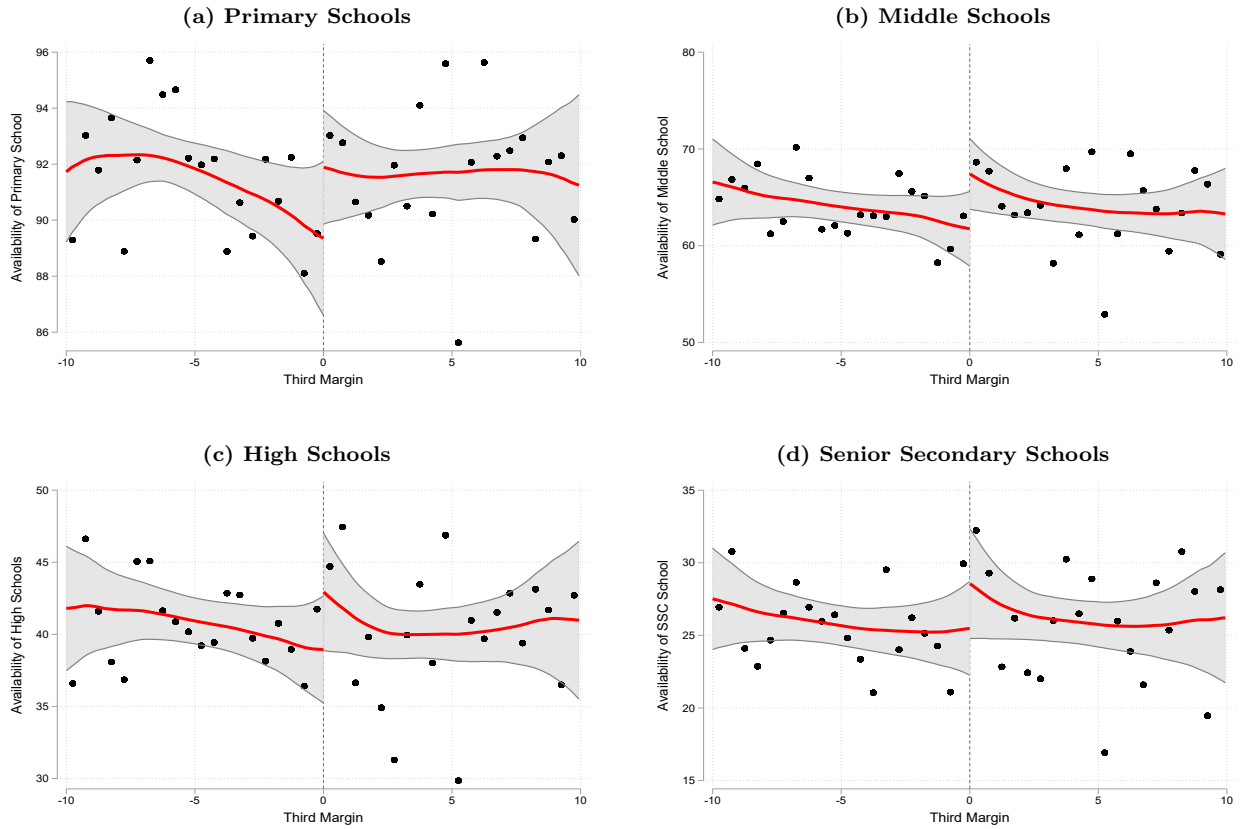 (a) Primary Schools
Availability of Primary School
96
94
92
90
88
86
-10 -5 0 5 10
Third Margin
(b) Middle Schools
Availability of Middle School
80
70
60
50
-10 -5 0 5 10
Third Margin
(c) High Schools
Availability of High Schools
50
45
40
35
30
-10 -5 0 5 10
Third Margin
(d) Senior Secondary Schools
Availability of SSC School
35
30
25
20
15
-10 -5 0 5 10
Third Margin